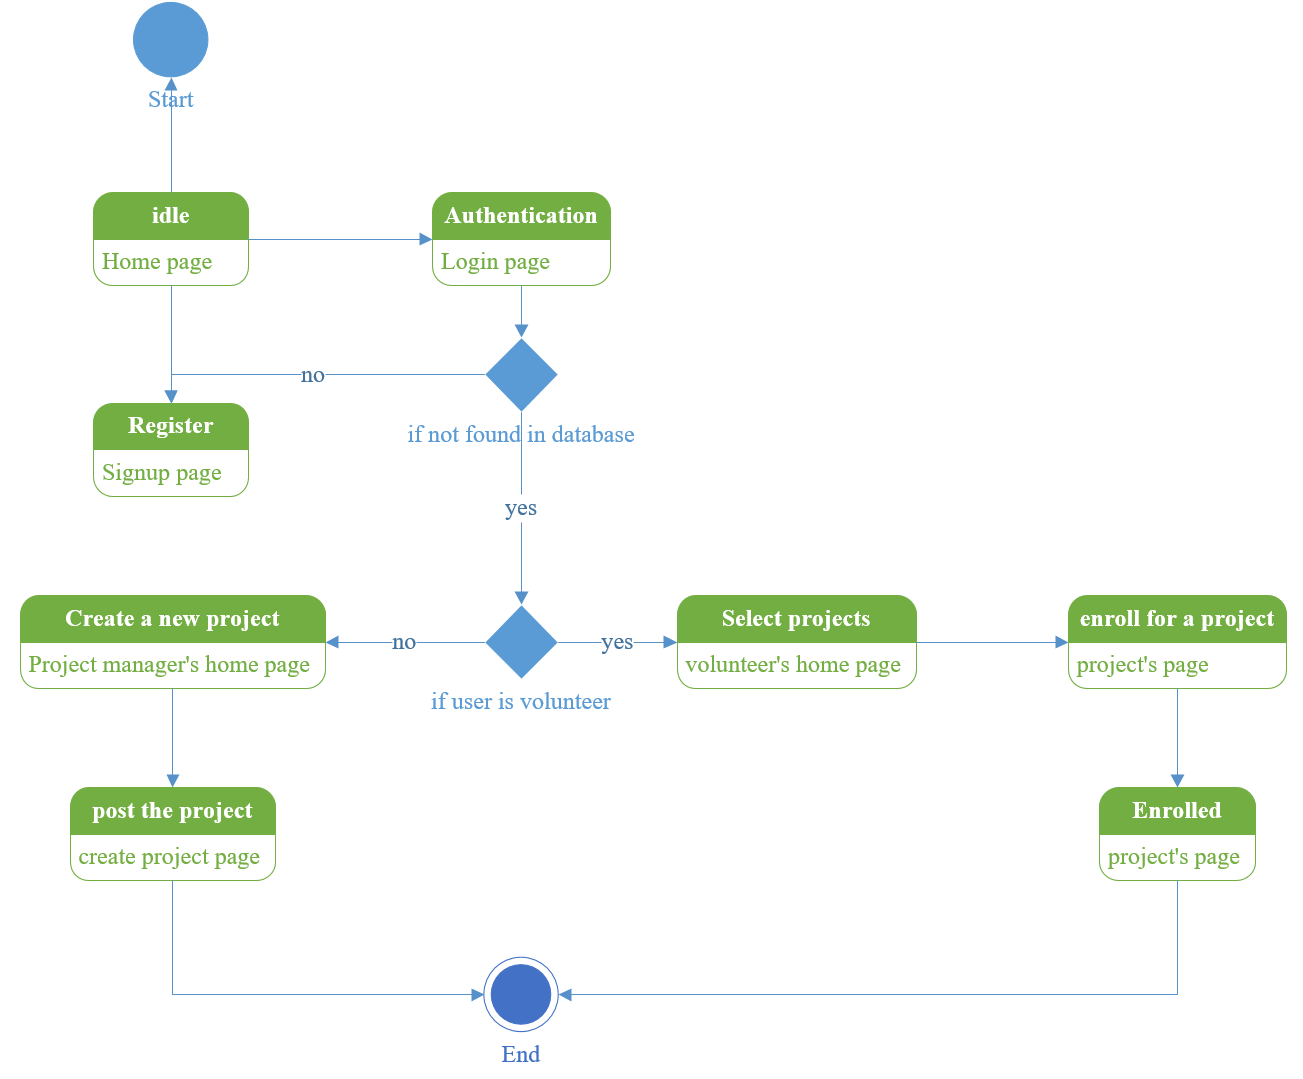 Start
idle
Home page
Authentication
Login page
no
if not found in database
Register
Signup page
yes
Create a new project
Project manager's home page
no
yes
if user is volunteer
Select projects
volunteer's home page
enroll for a project
project's page
post the project
create project page
Enrolled
project's page
End